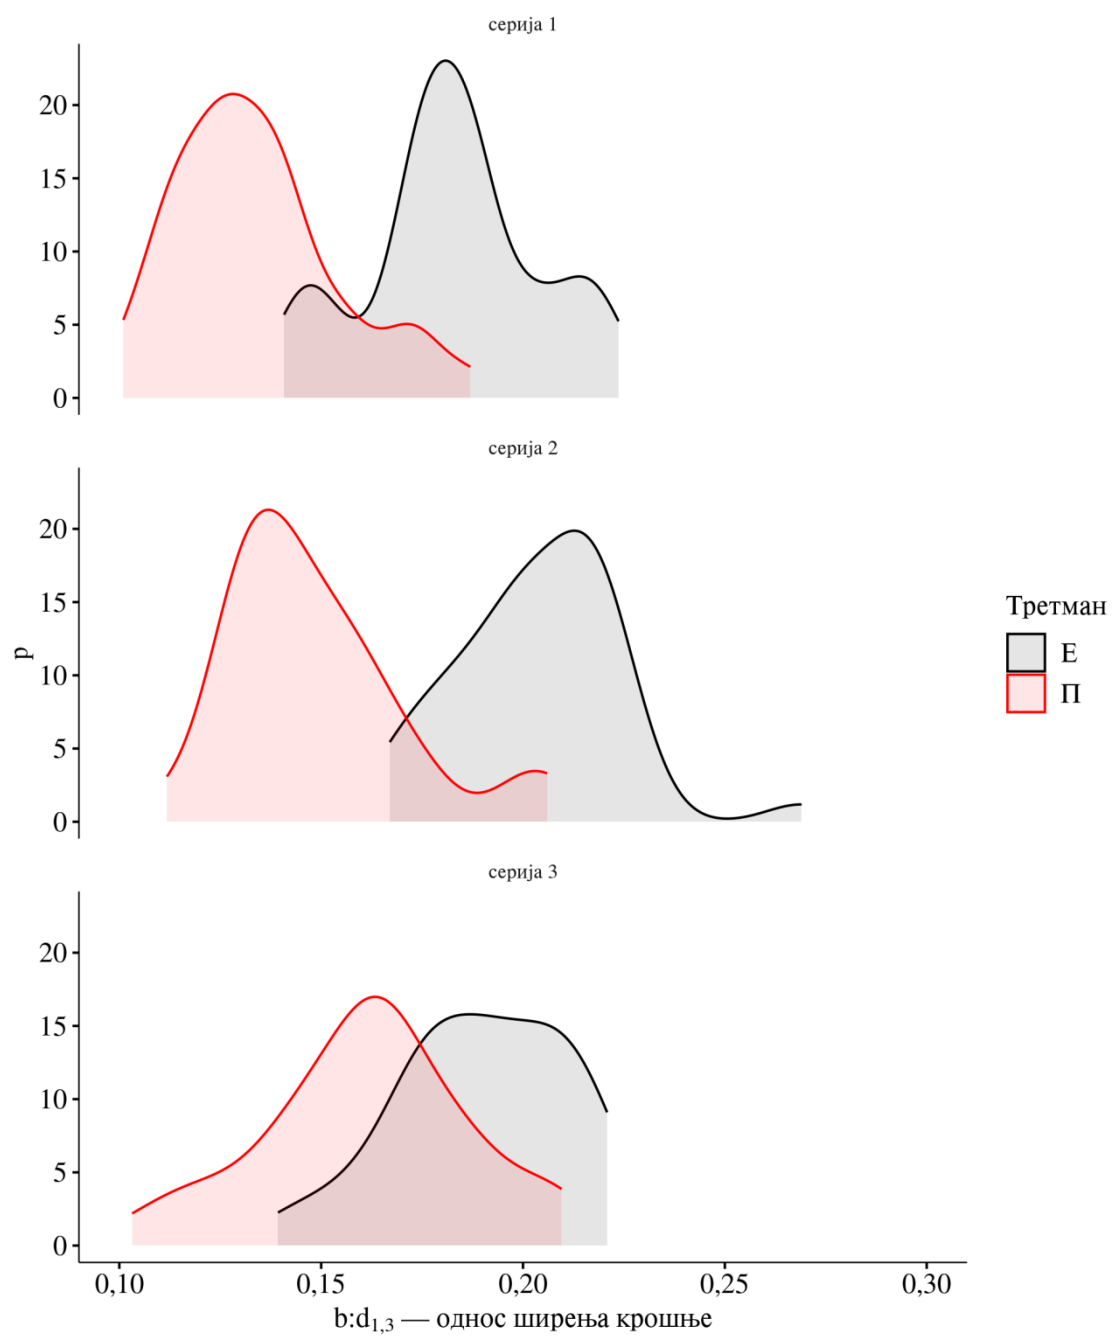 серија 1
20
15
10
5
0
серија 2
20
15
10
5
0
p
серија 3
20
15
10
5
0
0,10 0,15 0,20 0,25 0,30
b:d1,3 — однос ширења крошње
Третман
Е
П